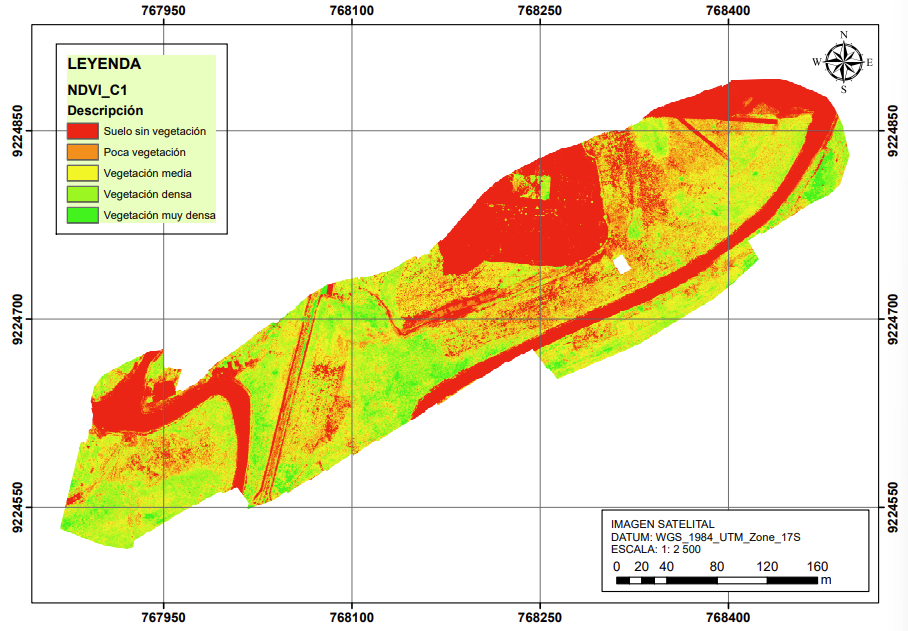 767950 768100 768250 768400
N
W E
S
LEYENDA
NDVI_C1
Descripción
Suelo sin vegetación
Poca vegetación
Vegetación media
Vegetación densa
Vegetación muy densa
9224850 9224850
9224700 9224700
9224550 9224550
IMAGEN SATELITAL
DATUM: WGS_1984_UTM_Zone_17S
ESCALA: 1: 2 500
0 20 40 80 120 160
m
767950 768100 768250 768400